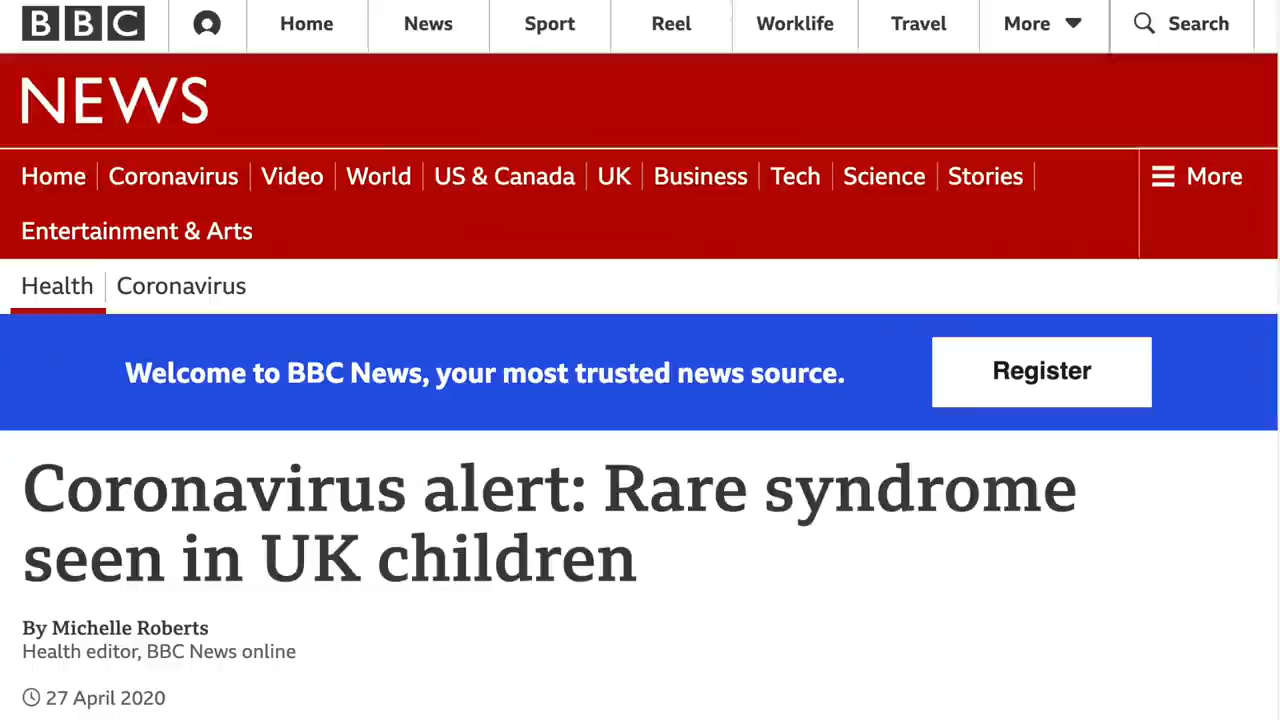 BBC Home News Sport Reel Worklife Travel More Search
NEWS
Home Coronavirus Video World US & Canada UK Business Tech Science Stories More
Entertainment & Arts
Health Coronavirus
Welcome to BBC News, your most trusted news source. Register
Coronavirus alert: Rare syndrome
seen in UK children
By Michelle Roberts
Health editor, BBC News online
27 April 2020